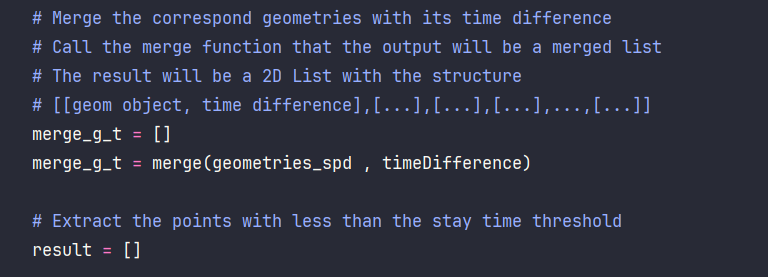 # Merge the correspond geometries with its time difference
# Call the merge function that the output will be a merged list
# The result will be a 2D List with the structure
# [[geom object, time difference],[...],[...],[...],...,[...]]
merge_g_t = []
merge_g_t = merge(geometries_spd , timeDifference)
# Extract the points with less than the stay time threshold
result = []